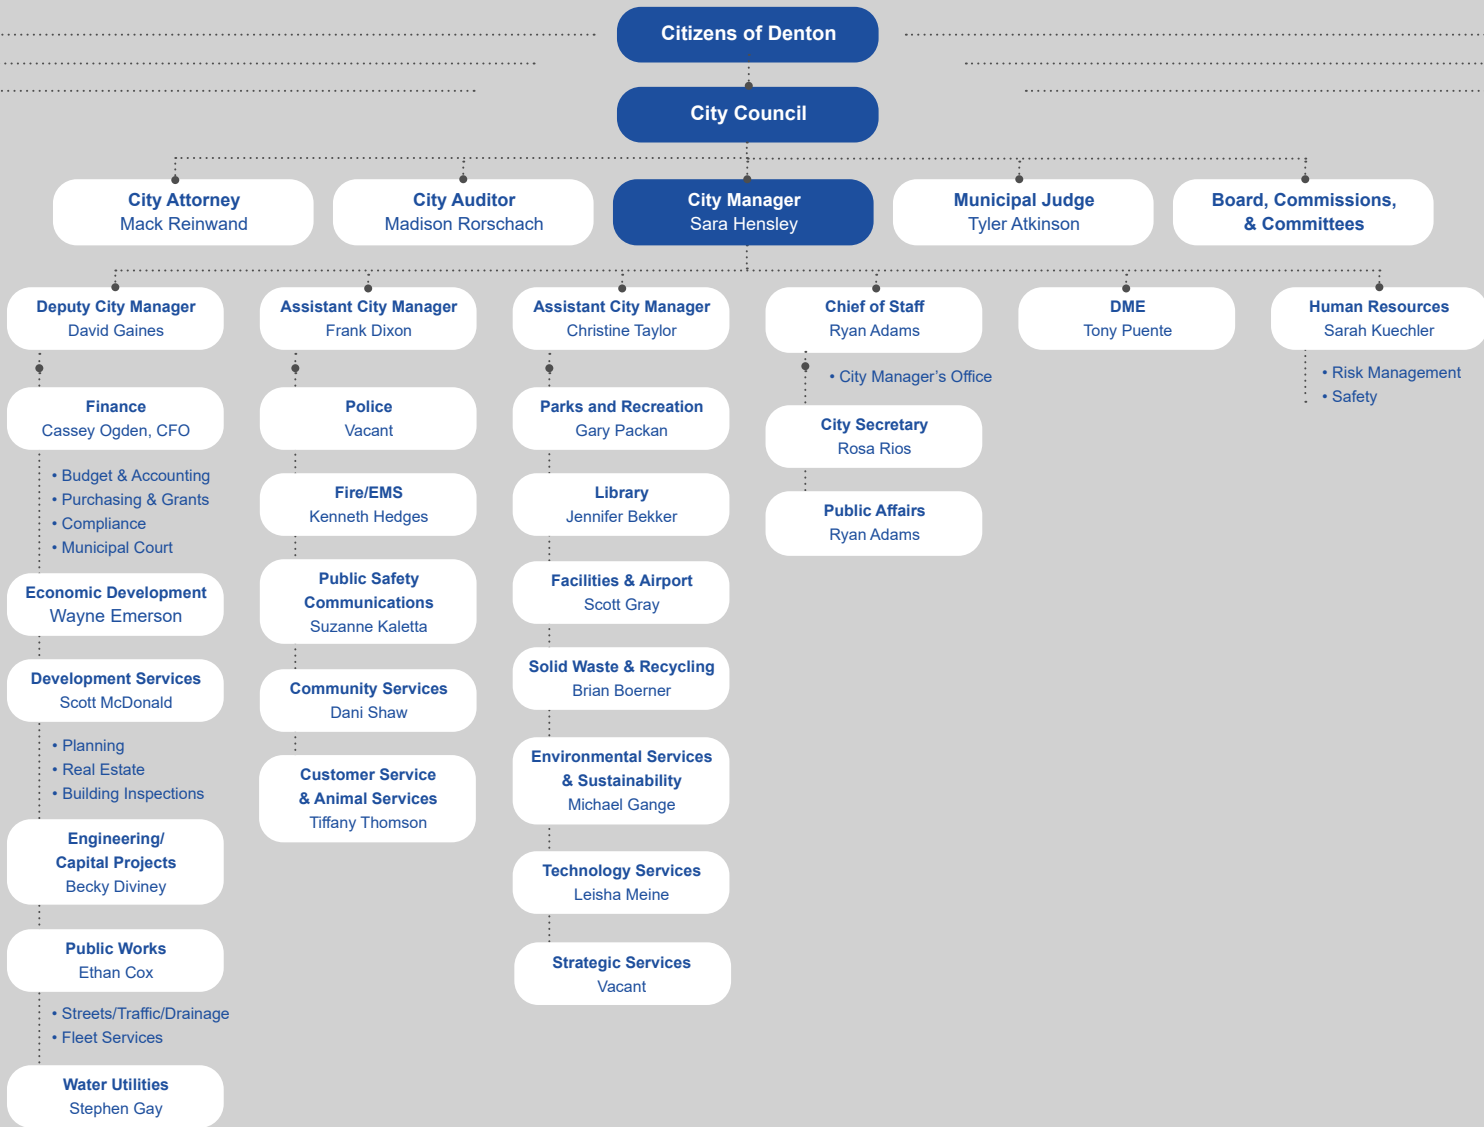 Citizens of Denton
City Council
City Attorney
Mack Reinwand
City Auditor
Madison Rorschach
City Manager
Sara Hensley
Municipal Judge
Tyler Atkinson
Board, Commissions,
& Committees
Deputy City Manager
David Gaines
Finance
Cassey Ogden, CFO
• Budget & Accounting
• Purchasing & Grants
• Compliance
• Municipal Court
Economic Development
Wayne Emerson
Development Services
Scott McDonald
• Planning
• Real Estate
• Building Inspections
Engineering/
Capital Projects
Becky Diviney
Public Works
Ethan Cox
• Streets/Traffic/Drainage
• Fleet Services
Water Utilities
Stephen Gay
Assistant City Manager
Frank Dixon
Police
Vacant
Fire/EMS
Kenneth Hedges
Public Safety
Communications
Suzanne Kaletta
Community Services
Dani Shaw
Customer Service
& Animal Services
Tiffany Thomson
Assistant City Manager
Christine Taylor
Parks and Recreation
Gary Packan
Library
Jennifer Bekker
Facilities & Airport
Scott Gray
Solid Waste & Recycling
Brian Boerner
Environmental Services
& Sustainability
Michael Gange
Technology Services
Leisha Meine
Strategic Services
Vacant
Chief of Staff
Ryan Adams
• City Manager’s Office
City Secretary
Rosa Rios
Public Affairs
Ryan Adams
DME
Tony Puente
Human Resources
Sarah Kuechler
• Risk Management
• Safety